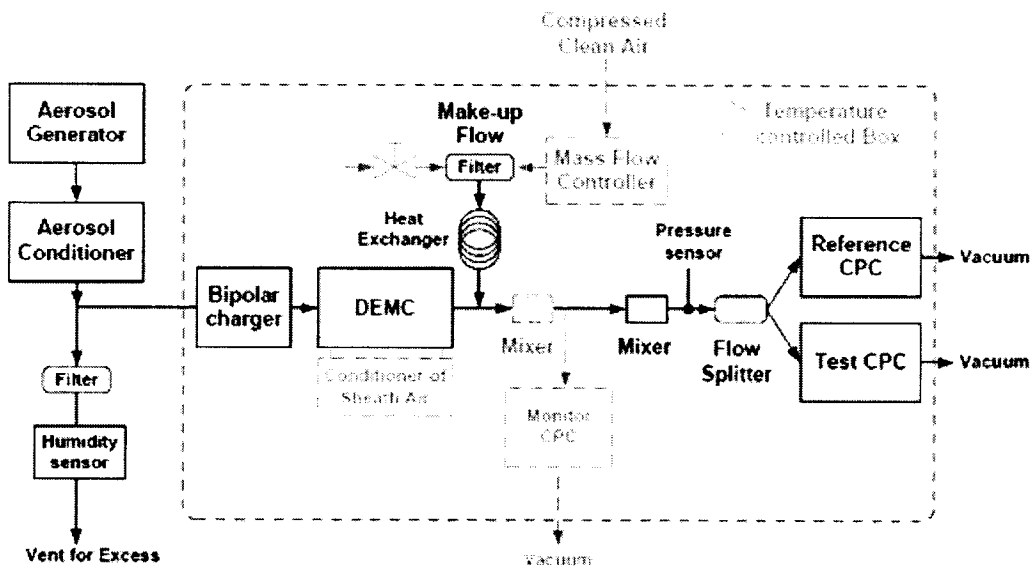 Compressed
Clean Air
Aerosol
Generator
Make-up
Flow
Temperature
controlled Box
Filter
Mass Flow
Controller
Aerosol
Conditioner
Heat
Exchanger
Pressure
sensor
Reference
CPC
Vacuum
Bipolar
charger
DEMC
Mixer
Mixer
Flow
Splitter
Test CPC
Vacuum
Conditioner of
Sheath Air
Filter
Monitor
CPC
Humidity
sensor
Vent for Excess
Vacuum